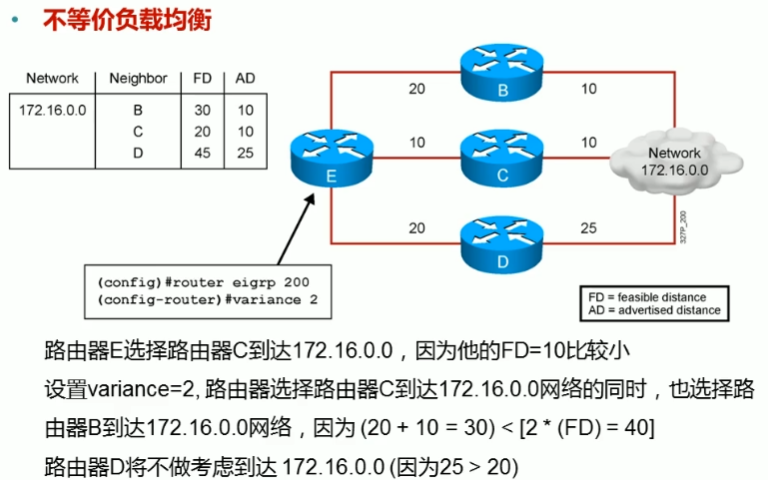 • 不等价负载均衡
Network Neighbor FD AD
172.16.0.0 B 30 10
C 20 10
D 45 25
20 B 10
10 10
E C Network
172.16.0.0
20 25
D
327P_200
(config)#router eigrp 200
(config-router)#variance 2
FD = feasible distance
AD = advertised distance
路由器E选择路由器C到达172.16.0.0，因为他的FD=10比较小
设置variance=2, 路由器选择路由器C到达172.16.0.0网络的同时，也选择路
由器B到达172.16.0.0网络，因为 (20 + 10 = 30) < [2 * (FD) = 40]
路由器D将不做考虑到达 172.16.0.0 (因为25 > 20)